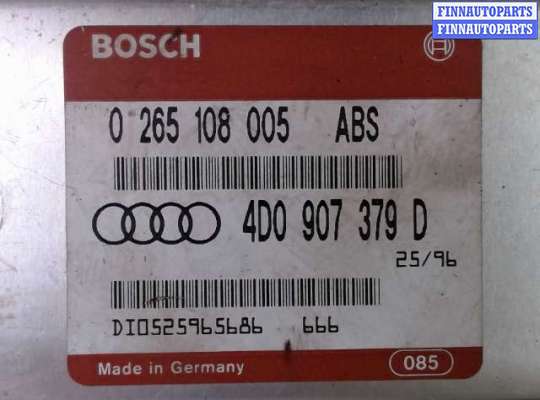 FINNAUTOPARTS
FINNAUTOPARTS
BOSCH
0 265 108 005 ABS
4D0 907 379 D
25/96
DI0525965686 666
Made in Germany 085